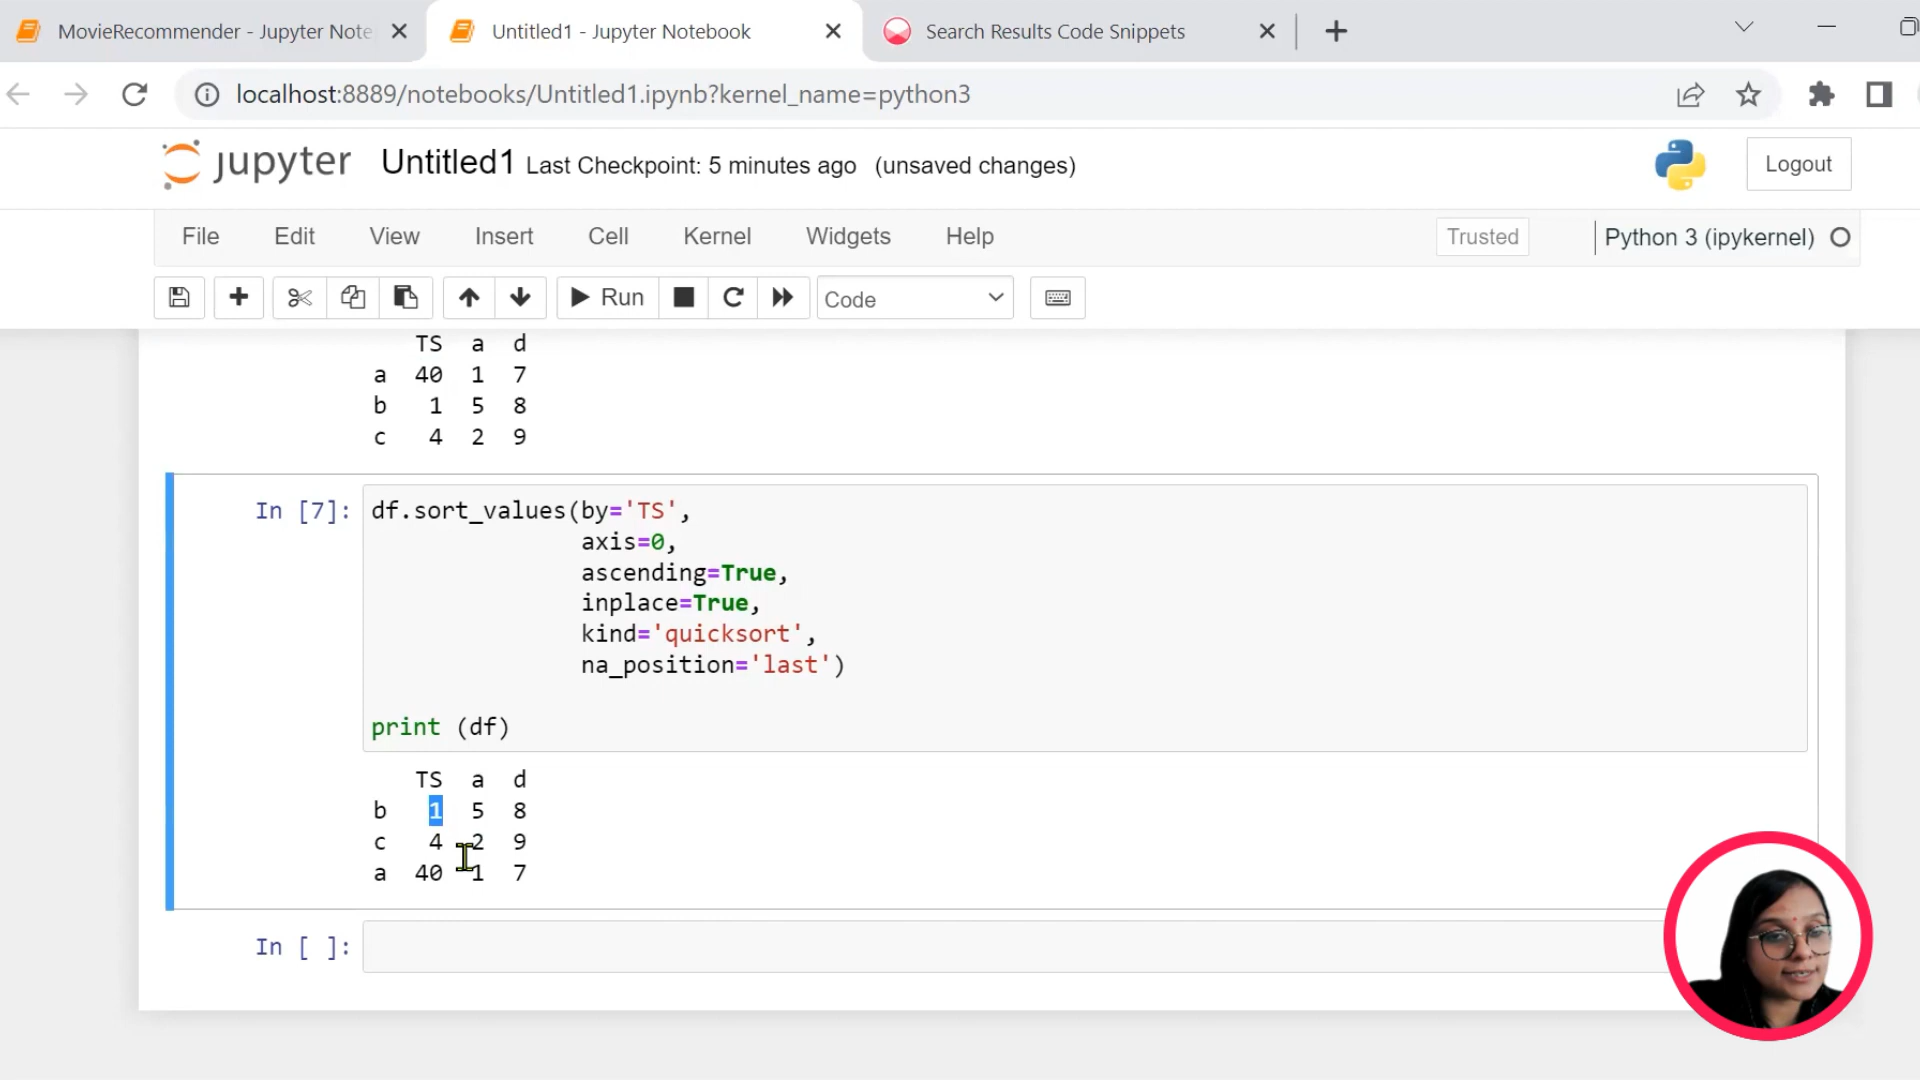 MovieRecommender - Jupyter Note
Untitled1 - Jupyter Notebook
Search Results Code Snippets
localhost:8889/notebooks/Untitled1.ipynb?kernel_name=python3
jupyter Untitled1 Last Checkpoint: 5 minutes ago (unsaved changes)
Logout
File Edit View Insert Cell Kernel Widgets Help
Trusted
Python 3 (ipykernel)
Run
Code
TS a d
a 40 1 7
b 1 5 8
c 4 2 9
In [7]: df.sort_values(by='TS',
axis=0,
ascending=True,
inplace=True,
kind='quicksort',
na_position='last')
print (df)
TS a d
b 1 5 8
c 4 2 9
a 40 1 7
In [ ]: